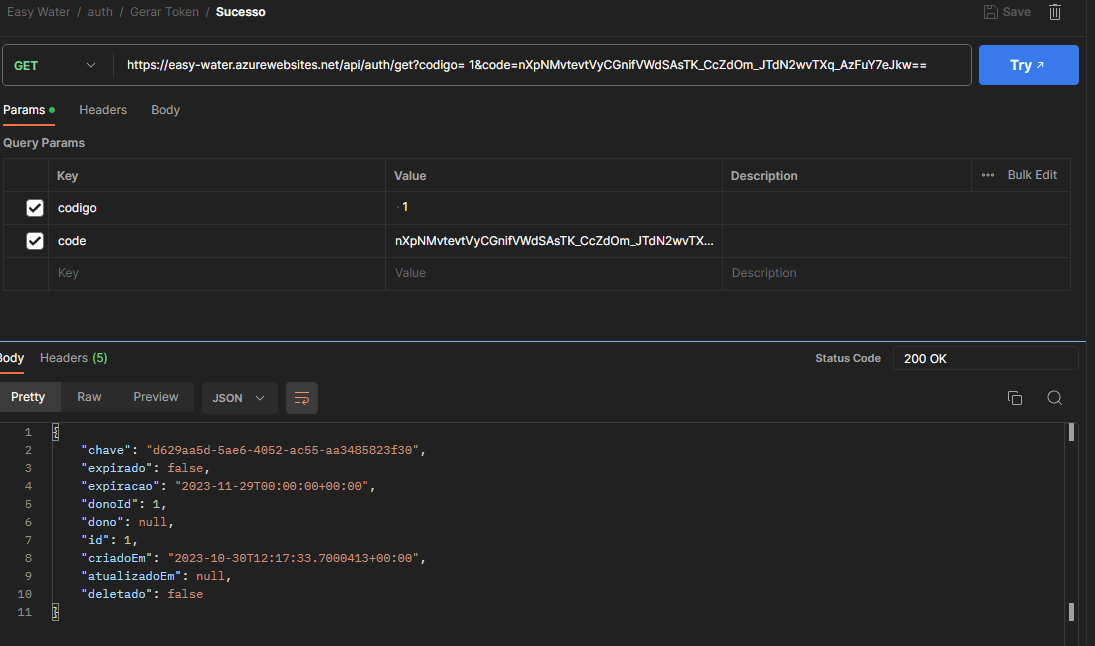 Easy Water / auth / Gerar Token / Sucesso Save
GET https://easy-water.azurewebsites.net/api/auth/get?codigo= 1&code=nXpNMvtevtVyCGnifVWdSAsTK_CcZdOm_JTdN2wvTXq_AzFuY7eJkw== Try ↗
Params Headers Body
Query Params
Key Value Description ••• Bulk Edit
codigo · 1
code nXpNMvtevtVyCGnifVWdSAsTK_CcZdOm_JTdN2wvTX...
Key Value Description
Body Headers (5) Status Code 200 OK
Pretty Raw Preview JSON
1 {
2 "chave": "d629aa5d-5ae6-4052-ac55-aa3485823f30",
3 "expirado": false,
4 "expiracao": "2023-11-29T00:00:00+00:00",
5 "donoId": 1,
6 "dono": null,
7 "id": 1,
8 "criadoEm": "2023-10-30T12:17:33.7000413+00:00",
9 "atualizadoEm": null,
10 "deletado": false
11 }